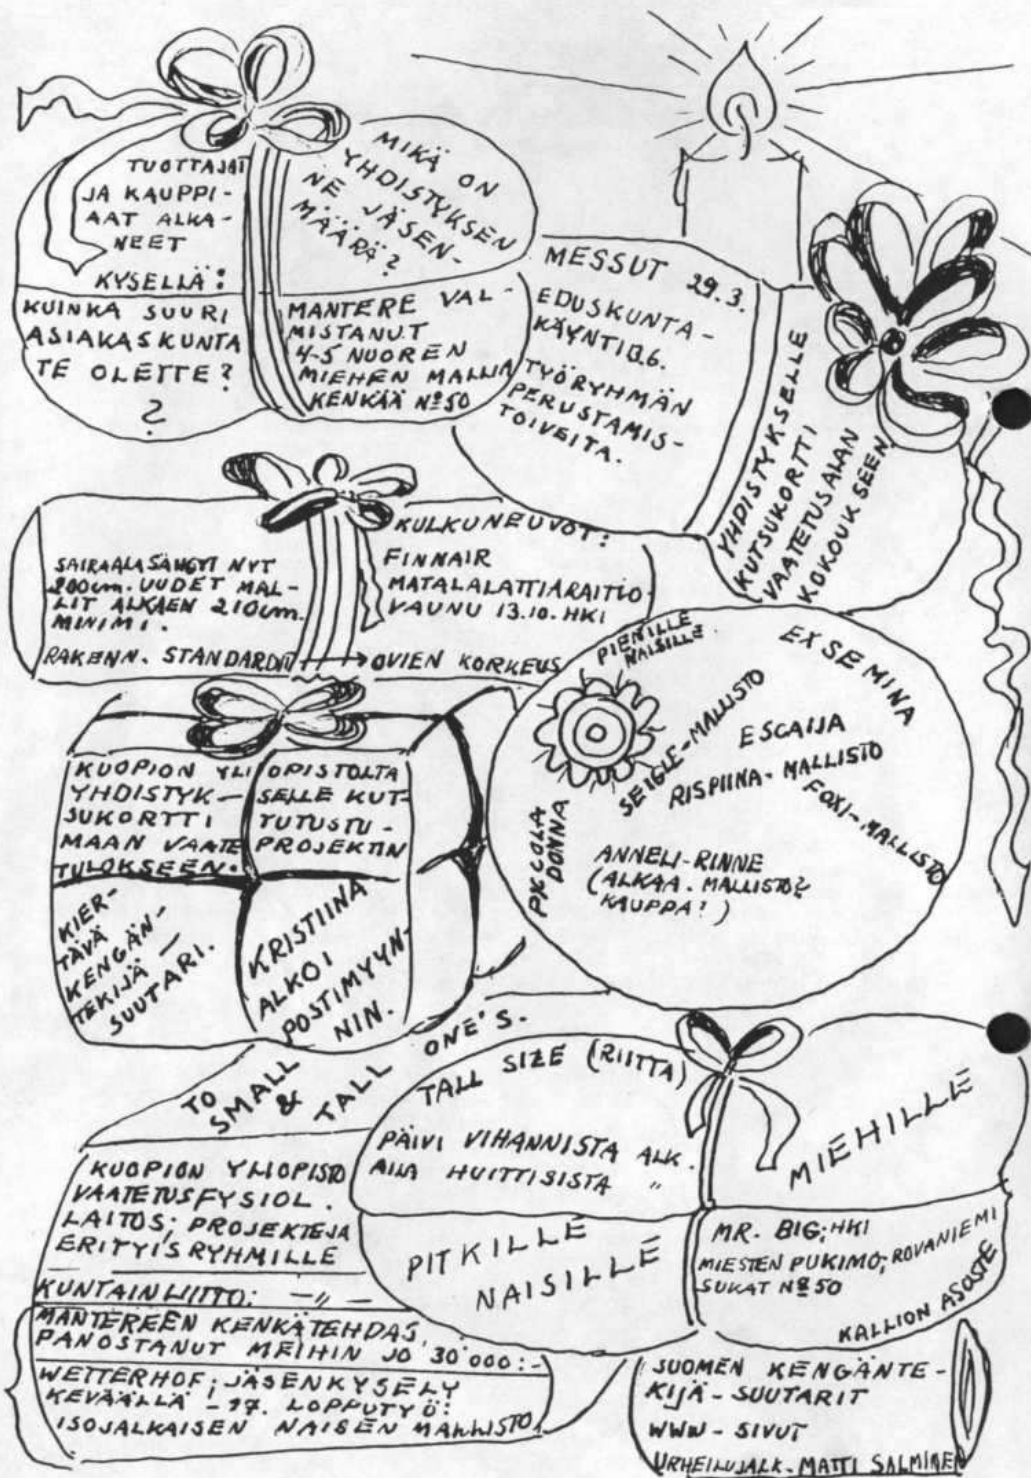 TUOTTAJAT
JA KAUPPI-
AAT ALKA-
NEET
KYSELLÄ:
MIKÄ ON
YHDISTYKSEN
NE JÄSEN-
MÄÄRÄ?
KUINKA SUURI
ASIAKASKUNTA
TE OLETTE?
?
MANTERE VAL-
MISTANUT
4-5 NUOREN
MIEHEN MALLIA
KENKÄÄ Nº50
MESSUT 29.3.
EDUSKUNTA-
KÄYNTI
TYÖRYHMÄN
PERUSTAMIS-
TOIVEITA.
YHDISTYKSELLE
KUTSUKORTTI
VAATETUSALAN
KOKOUKSEEN
SAIRAALASÄNGYT NYT
200cm. UUDET MAL-
LIT ALKAEN 210cm.
MINIMI.
RAKENN. STANDARDIT → OVIEN KORKEUS
KULKUNEUVOT:
FINNAIR
MATALALATTIARAITIO-
VAUNU 13.10. HKI
PIENILLE
NAISILLE
EXSEMINA
SEIGLE-MALLISTO
ESCAIJA
RISPIINA-MALLISTO
FOXI-MALLISTO
PICCOLA
DONNA
ANNELI-RINNE
(ALKAA. MALLISTO?
KAUPPA?)
KUOPION YLIOPISTOLTA
YHDISTYK- SELLE KUT-
SUKORTTI TUTUSTU-
MAAN VAATE PROJEKTIN
TULOKSEEN.
KIER-
TÄVÄ
KENGÄN-
TEKIJÄ-
SUUTARI.
KRISTIINA
ALKOI
POSTIMYYN-
NIN.
TO
SMALL
&
TALL ONE'S.
TALL SIZE (RIITTA)
PÄIVI VIHANNISTA ALK.
AILA HUITTISISTA "
MIEHILLE
PITKILLE
NAISILLE
MR. BIG; HKI
MIESTEN PUKIMO; ROVANIEMI
SUKAT Nº50
KALLION ASOSTE
KUOPION YLIOPISTO
VAATETUSFYSIOL.
LAITOS; PROJEKTEJA
ERITYISRYHMILLE
KUNTAINLIITTO: -"-
MANTEREEN KENKÄTEHDAS
PANOSTANUT MEIHIN JO 30'000:-
WETTERHOF; JÄSENKYSELY
KEVÄÄLLÄ -97. LOPPUTYÖ:
ISOJALKAISEN NAISEN MALLISTO
SUOMEN KENGÄNTE-
KIJÄ-SUUTARIT
WWW-SIVUT
URHEILUJALK. MATTI SALMINEN